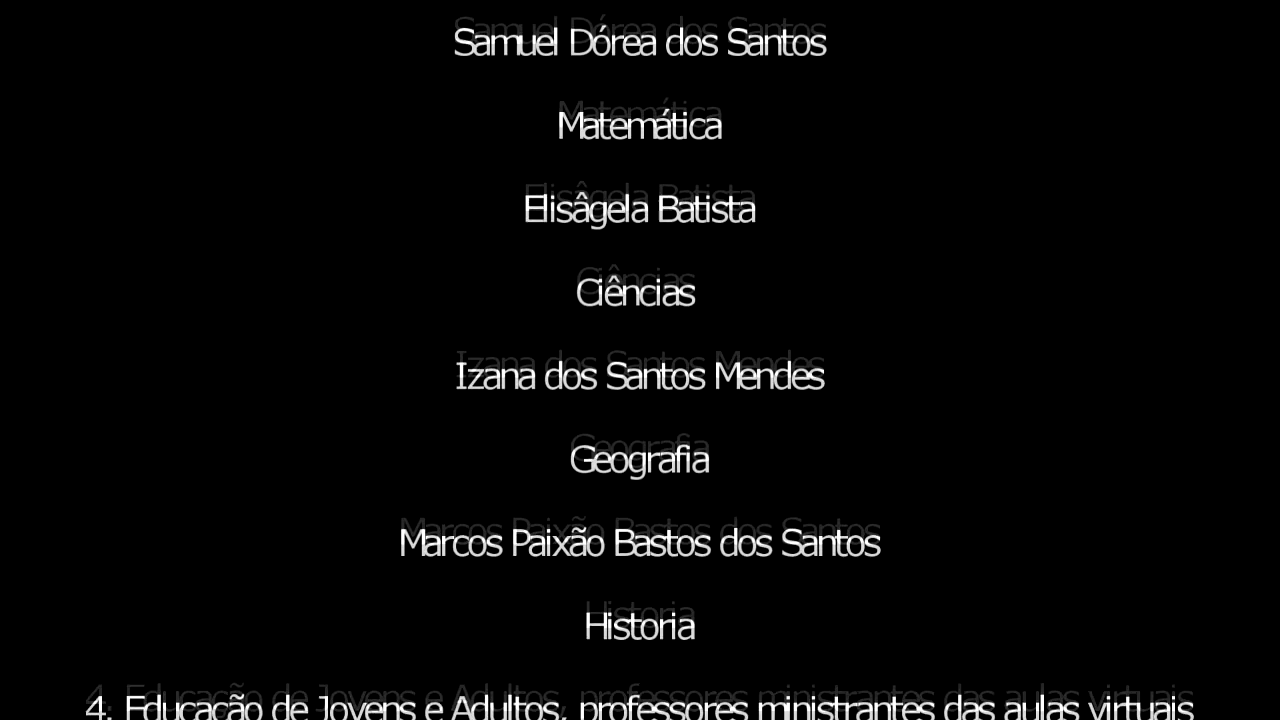 Samuel Dórea dos Santos
Matemática
Elisâgela Batista
Ciências
Izana dos Santos Mendes
Geografia
Marcos Paixão Bastos dos Santos
Historia
4. Educação de Jovens e Adultos, professores ministrantes das aulas virtuais